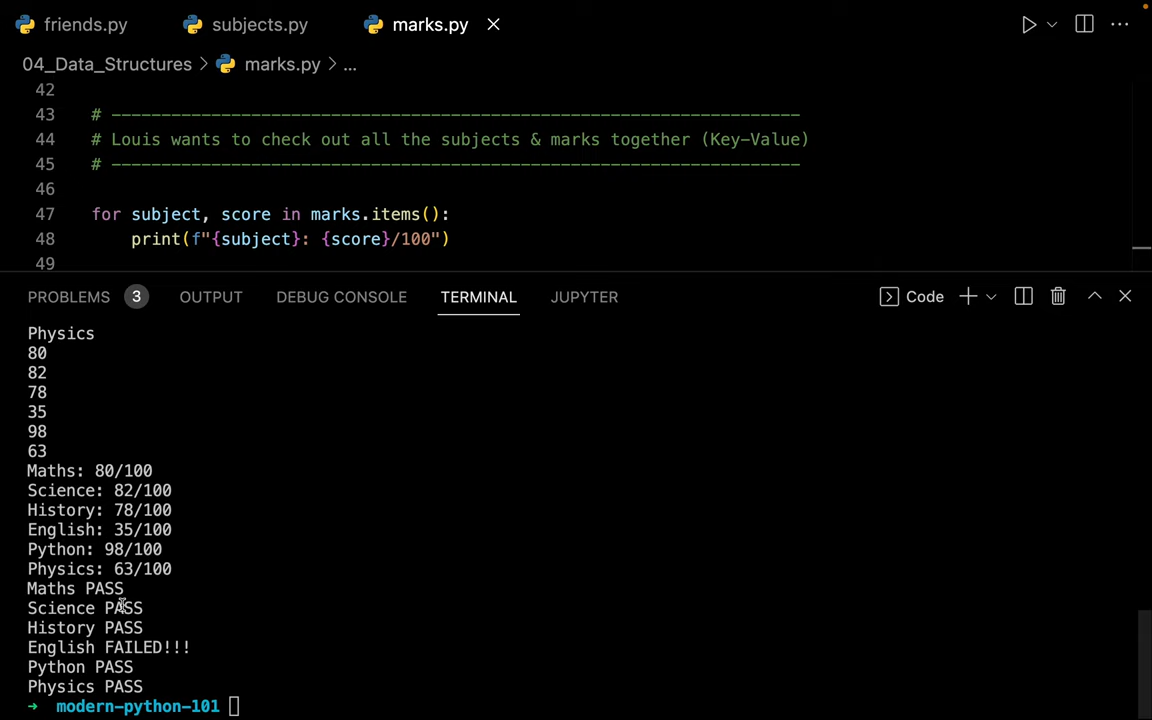 friends.py subjects.py marks.py
04_Data_Structures > marks.py > ...
42
43 # --------------------------------------------------------------
44 # Louis wants to check out all the subjects & marks together (Key-Value)
45 # --------------------------------------------------------------
46
47 for subject, score in marks.items():
48     print(f"{subject}: {score}/100")
49
PROBLEMS 3 OUTPUT DEBUG CONSOLE TERMINAL JUPYTER Code
Physics
80
82
78
35
98
63
Maths: 80/100
Science: 82/100
History: 78/100
English: 35/100
Python: 98/100
Physics: 63/100
Maths PASS
Science PASS
History PASS
English FAILED!!!
Python PASS
Physics PASS
→ modern-python-101